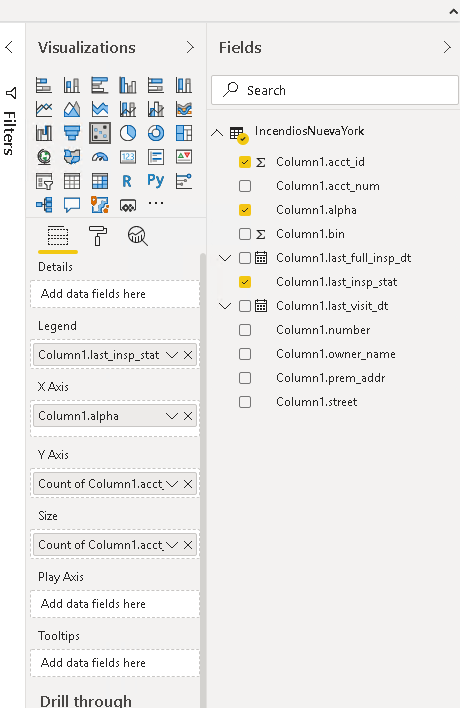 Visualizations
Fields
Filters
Search
IncendiosNuevaYork
Column1.acct_id
Column1.acct_num
Column1.alpha
Column1.bin
Column1.last_full_insp_dt
Column1.last_insp_stat
Column1.last_visit_dt
Column1.number
Column1.owner_name
Column1.prem_addr
Column1.street
123
R
Py
Details
Add data fields here
Legend
Column1.last_insp_stat
X Axis
Column1.alpha
Y Axis
Count of Column1.acct_
Size
Count of Column1.acct_
Play Axis
Add data fields here
Tooltips
Add data fields here
Drill through